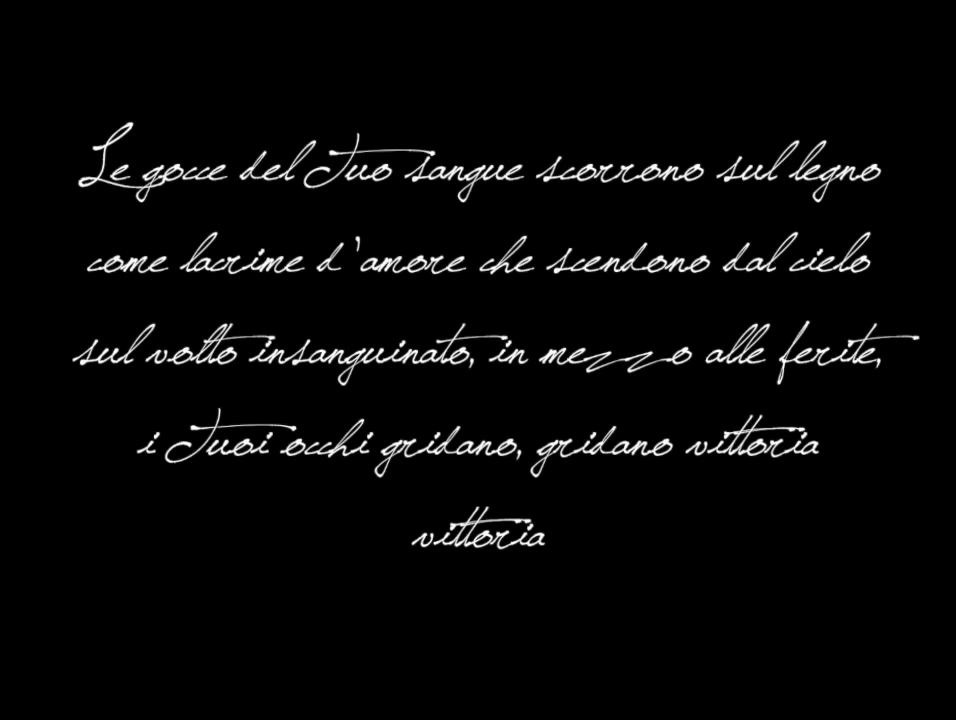 Le gocce del Tuo sangue scorrono sul legno
come lacrime d'amore che scendono dal cielo
sul volto insanguinato, in mezzo alle ferite,
i Tuoi occhi gridano, gridano vittoria
vittoria